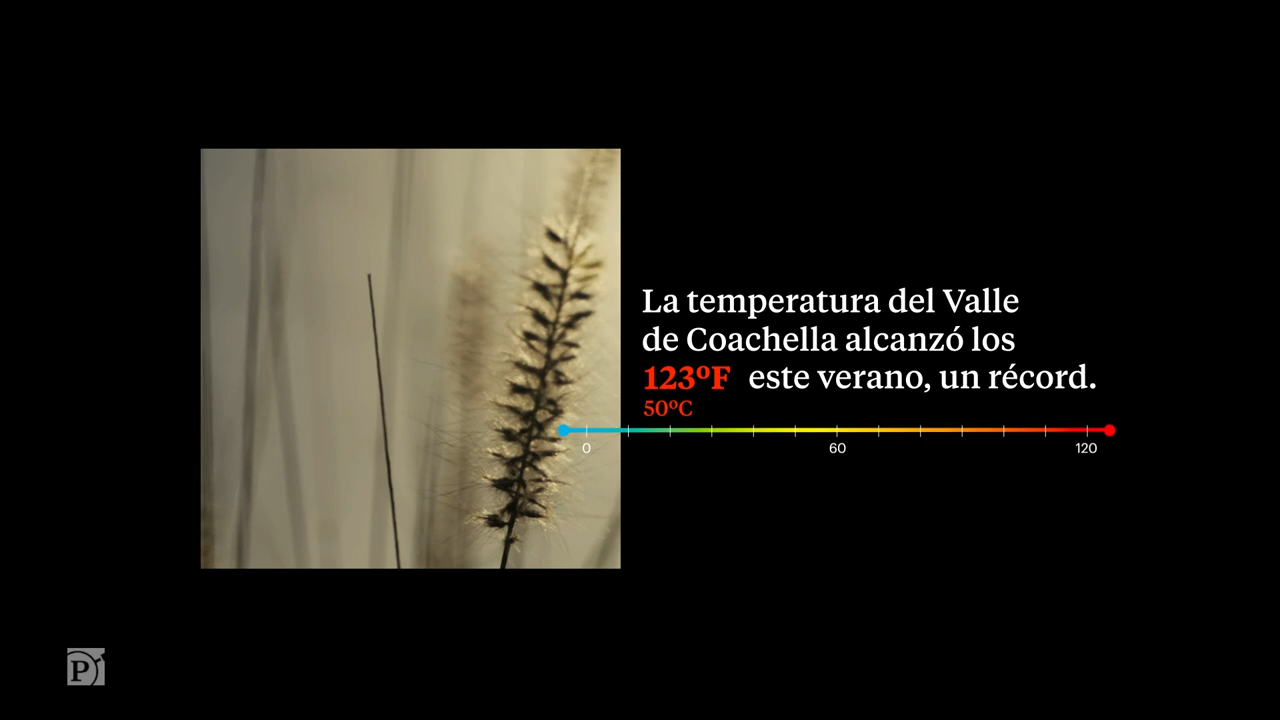 La temperatura del Valle
de Coachella alcanzó los
123ºF este verano, un récord.
50ºC
0 60 120
P